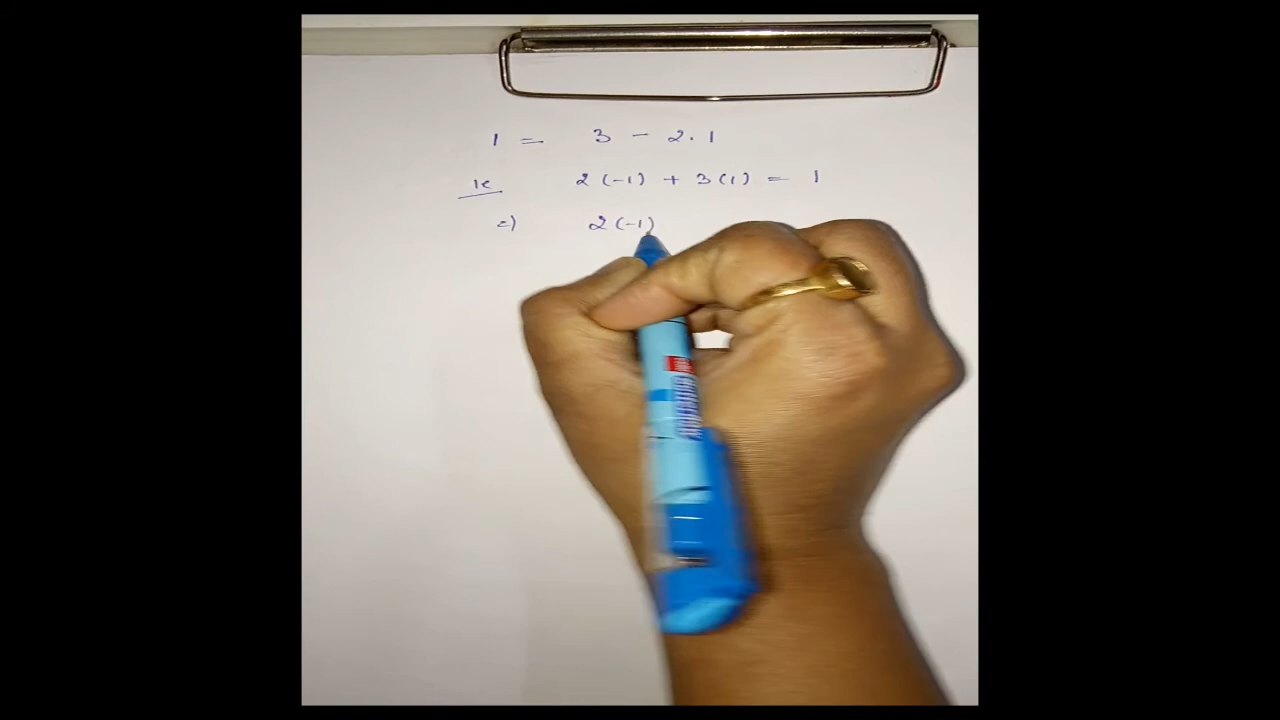 1 = 3 - 2.1
ie 2(-1) + 3(1) = 1
2(-1)